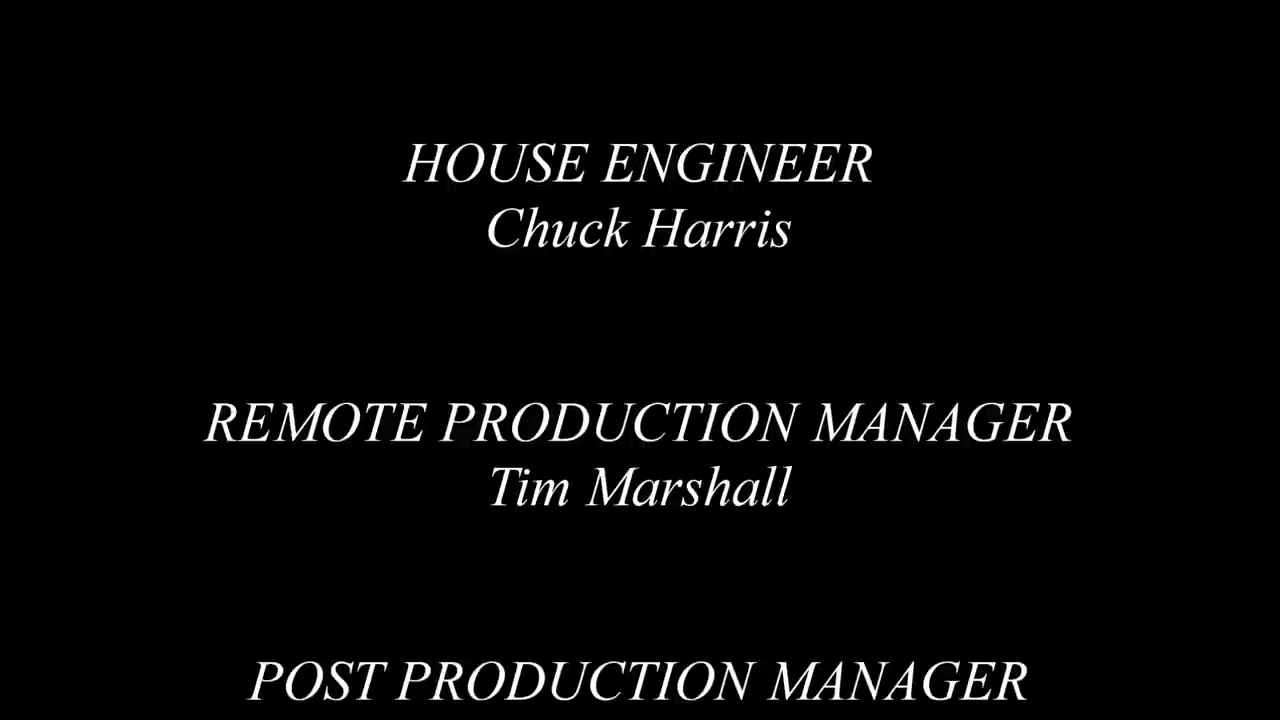 HOUSE ENGINEER
Chuck Harris
REMOTE PRODUCTION MANAGER
Tim Marshall
POST PRODUCTION MANAGER